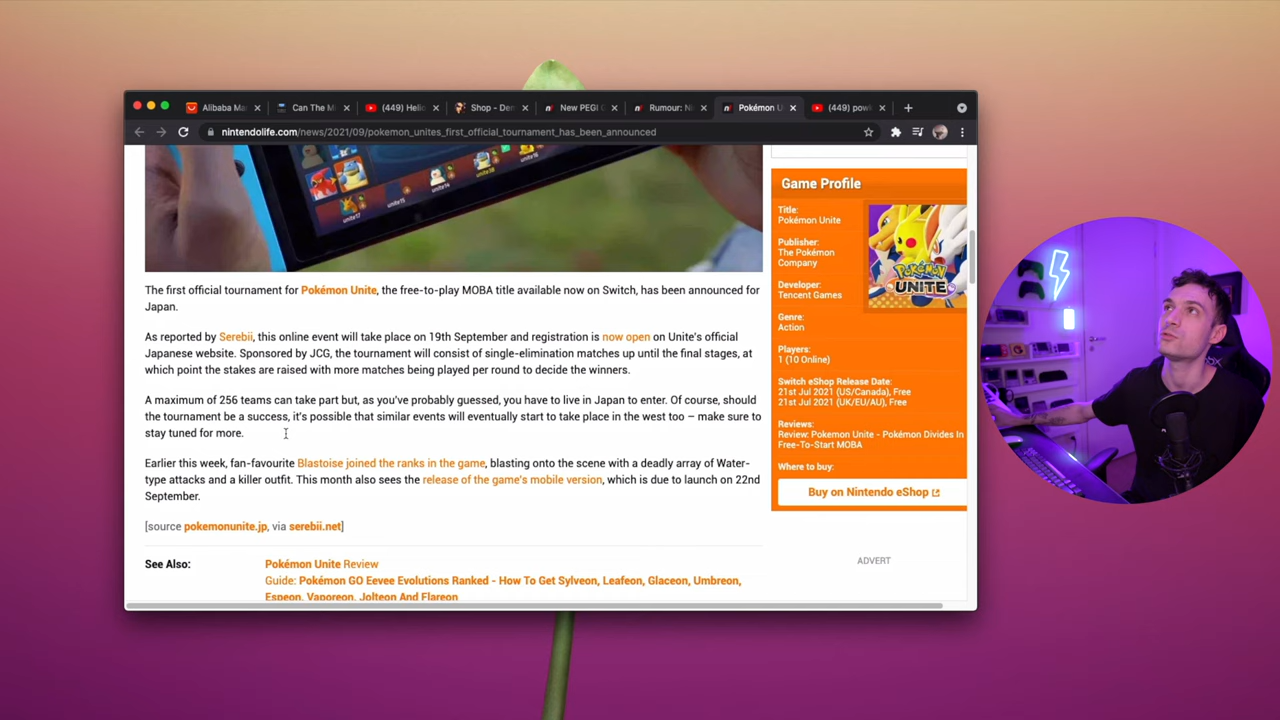 Alibaba Ma
Can The M
(449) Helic
Shop - Den
New PEGI
Rumour: Ni
Pokémon U
(449) pow
nintendolife.com/news/2021/09/pokemon_unites_first_official_tournament_has_been_announced
unite14
unite15
unite17
The first official tournament for Pokémon Unite, the free-to-play MOBA title available now on Switch, has been announced for
Japan.
As reported by Serebii, this online event will take place on 19th September and registration is now open on Unite's official
Japanese website. Sponsored by JCG, the tournament will consist of single-elimination matches up until the final stages, at
which point the stakes are raised with more matches being played per round to decide the winners.
A maximum of 256 teams can take part but, as you've probably guessed, you have to live in Japan to enter. Of course, should
the tournament be a success, it's possible that similar events will eventually start to take place in the west too – make sure to
stay tuned for more.
Earlier this week, fan-favourite Blastoise joined the ranks in the game, blasting onto the scene with a deadly array of Water-
type attacks and a killer outfit. This month also sees the release of the game's mobile version, which is due to launch on 22nd
September.
[source pokemonunite.jp, via serebii.net]
See Also:
Pokémon Unite Review
Guide: Pokémon GO Eevee Evolutions Ranked - How To Get Sylveon, Leafeon, Glaceon, Umbreon,
Espeon, Vaporeon, Jolteon And Flareon
Game Profile
Title:
Pokémon Unite
Publisher:
The Pokémon
Company
Developer:
Tencent Games
Genre:
Action
Players:
1 (10 Online)
POKÉMON
UNITE
Switch eShop Release Date:
21st Jul 2021 (US/Canada), Free
21st Jul 2021 (UK/EU/AU), Free
Reviews:
Review: Pokemon Unite - Pokémon Divides In
Free-To-Start MOBA
Where to buy:
Buy on Nintendo eShop
ADVERT